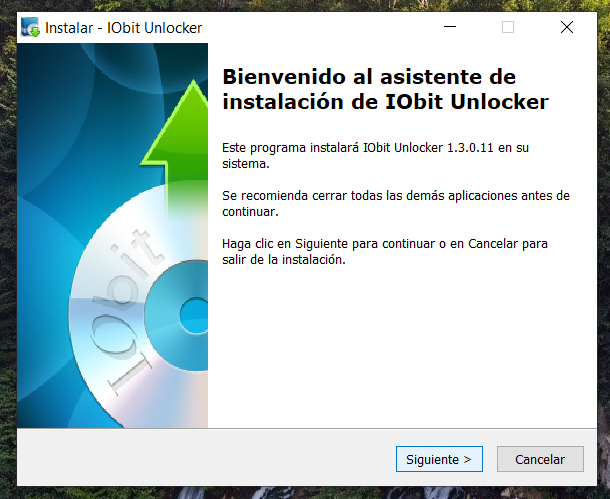 Instalar - IObit Unlocker
Bienvenido al asistente de
instalación de IObit Unlocker
Este programa instalará IObit Unlocker 1.3.0.11 en su
sistema.
Se recomienda cerrar todas las demás aplicaciones antes de
continuar.
Haga clic en Siguiente para continuar o en Cancelar para
salir de la instalación.
IObit
Siguiente >
Cancelar